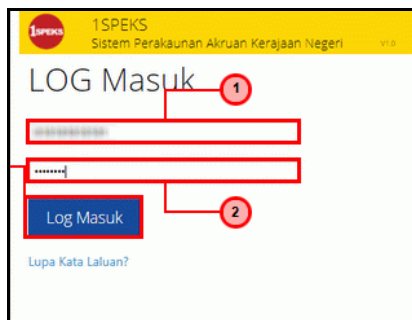 1SPEKS
1SPEKS
Sistem Perakaunan Akruan Kerajaan Negeri
V1.0
LOG Masuk
1
2
Log Masuk
Lupa Kata Laluan?